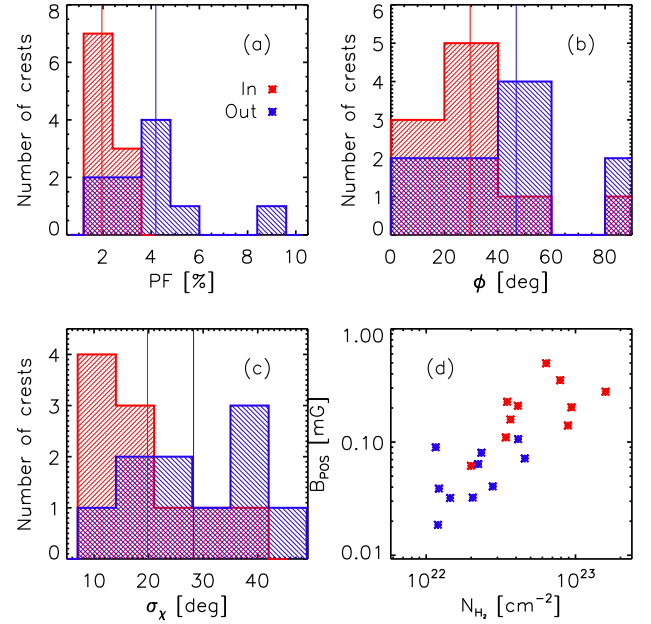 (a)
In
Out
Number of crests
0
2
4
6
8
2
4
6
8
10
PF [%]
(b)
Number of crests
0
1
2
3
4
5
6
0
20
40
60
80
ϕ [deg]
(c)
Number of crests
0
1
2
3
4
10
20
30
40
σχ [deg]
(d)
B_POS [mG]
1.00
0.10
0.01
10^22
10^23
N_H₂ [cm^-2]